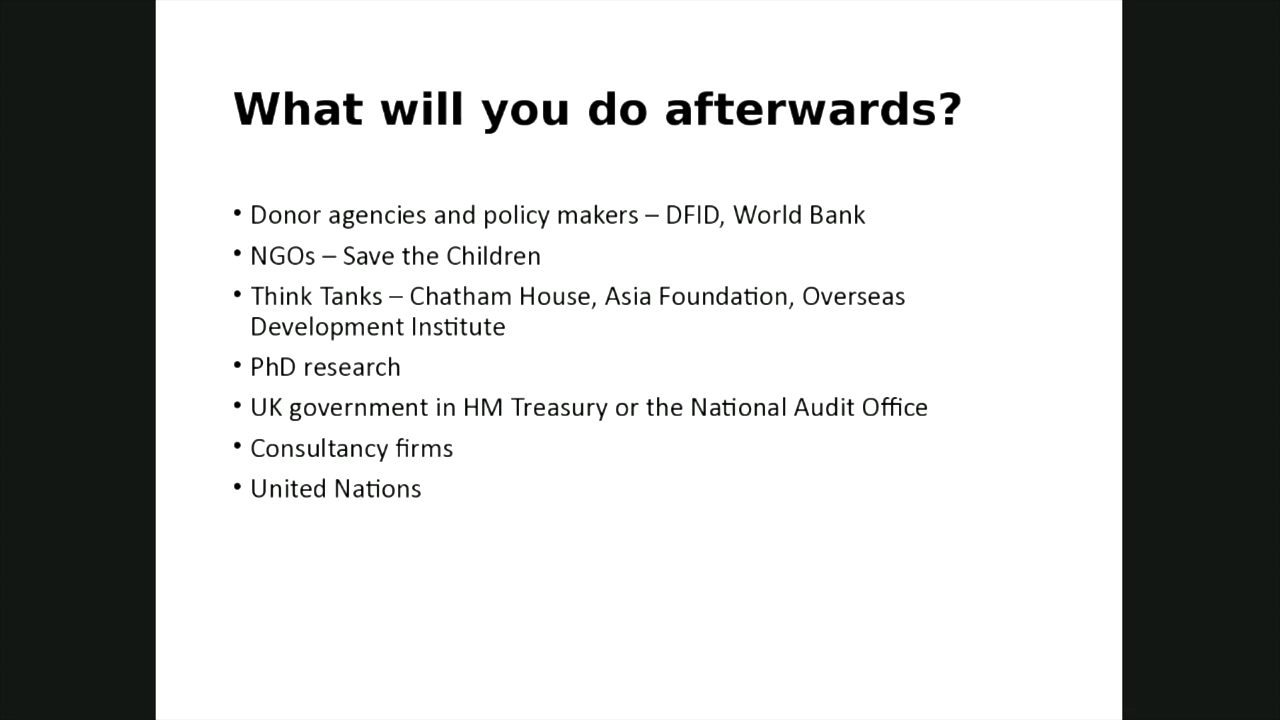 What will you do afterwards?
• Donor agencies and policy makers – DFID, World Bank
• NGOs – Save the Children
• Think Tanks – Chatham House, Asia Foundation, Overseas
Development Institute
• PhD research
• UK government in HM Treasury or the National Audit Office
• Consultancy firms
• United Nations